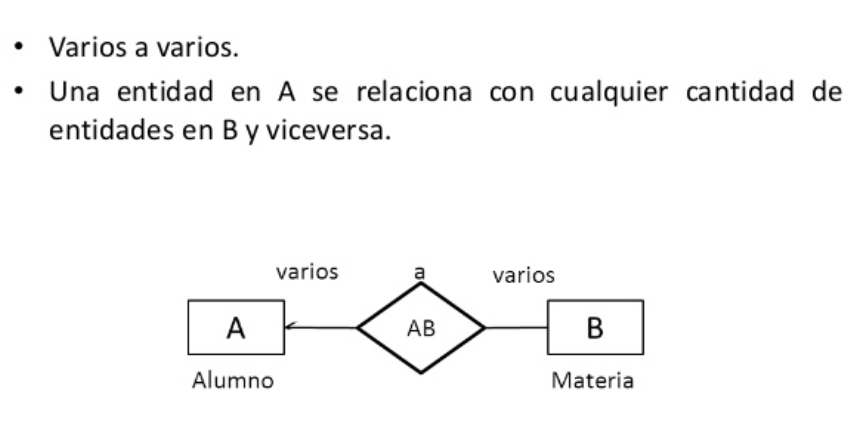 • Varios a varios.
• Una entidad en A se relaciona con cualquier cantidad de
entidades en B y viceversa.
varios a varios
A AB B
Alumno Materia